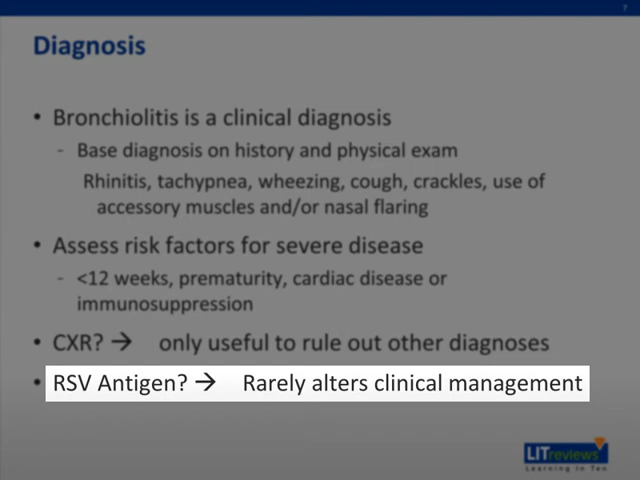 7
Diagnosis
• Bronchiolitis is a clinical diagnosis
- Base diagnosis on history and physical exam
Rhinitis, tachypnea, wheezing, cough, crackles, use of
accessory muscles and/or nasal flaring
• Assess risk factors for severe disease
- <12 weeks, prematurity, cardiac disease or
immunosuppression
• CXR? → only useful to rule out other diagnoses
• RSV Antigen? → Rarely alters clinical management
LITreviews
Learning in Ten